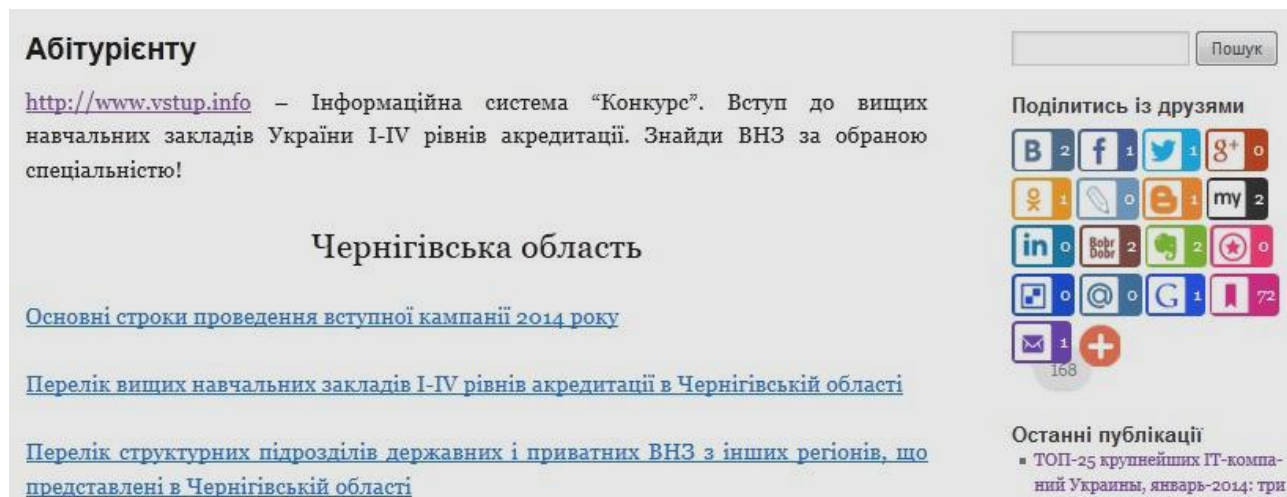 Абітурієнту
http://www.vstup.info – Інформаційна система “Конкурс”. Вступ до вищих
навчальних закладів України I-IV рівнів акредитації. Знайди ВНЗ за обраною
спеціальністю!
Чернігівська область
Основні строки проведення вступної кампанії 2014 року
Перелік вищих навчальних закладів I-IV рівнів акредитації в Чернігівській області
Перелік структурних підрозділів державних і приватних ВНЗ з інших регіонів, що
представлені в Чернігівській області
Пошук
Поділитись із друзями
В 2 f 1 1 g+ 0
1 0 B 1 my 2
in 0 Bobr Dobr 2 2 0
0 @ 0 G 1 72
1
168
Останні публікації
ТОП-25 крупнейших IT-компа-
ний Украины, январь-2014: три